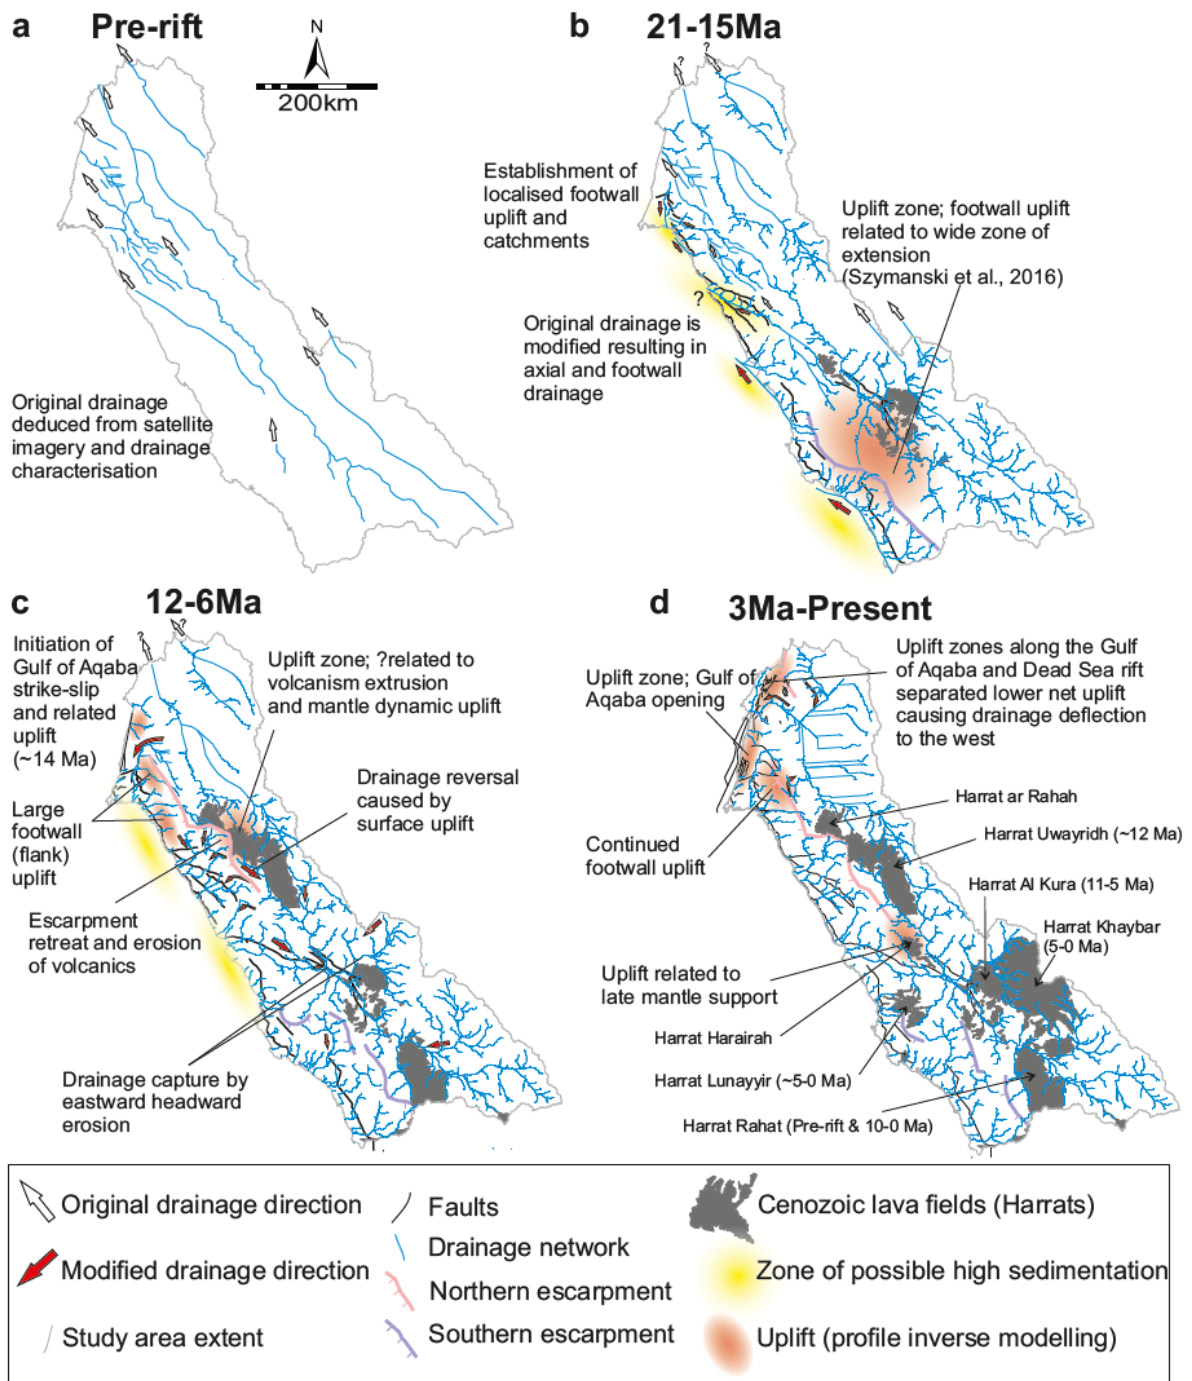 a Pre-rift
N
200km
Original drainage
deduced from satellite
imagery and drainage
characterisation
b 21-15Ma
? ?
Establishment of
localised footwall
uplift and
catchments
Uplift zone; footwall uplift
related to wide zone of
extension
(Szymanski et al., 2016)
?
Original drainage is
modified resulting in
axial and footwall
drainage
c 12-6Ma
? ?
Initiation of
Gulf of Aqaba
strike-slip
and related
uplift
(~14 Ma)
Uplift zone; ?related to
volcanism extrusion
and mantle dynamic uplift
Drainage reversal
caused by
surface uplift
Large
footwall
(flank)
uplift
Escarpment
retreat and erosion
of volcanics
Drainage capture by
eastward headward
erosion
d 3Ma-Present
Uplift zone; Gulf of
Aqaba opening
Uplift zones along the Gulf
of Aqaba and Dead Sea rift
separated lower net uplift
causing drainage deflection
to the west
Harrat ar Rahah
Harrat Uwayridh (~12 Ma)
Continued
footwall uplift
Harrat Al Kura (11-5 Ma)
Harrat Khaybar
(5-0 Ma)
Uplift related to
late mantle support
Harrat Harairah
Harrat Lunayyir (~5-0 Ma)
Harrat Rahat (Pre-rift & 10-0 Ma)
Original drainage direction
Modified drainage direction
Study area extent
Faults
Drainage network
Northern escarpment
Southern escarpment
Cenozoic lava fields (Harrats)
Zone of possible high sedimentation
Uplift (profile inverse modelling)